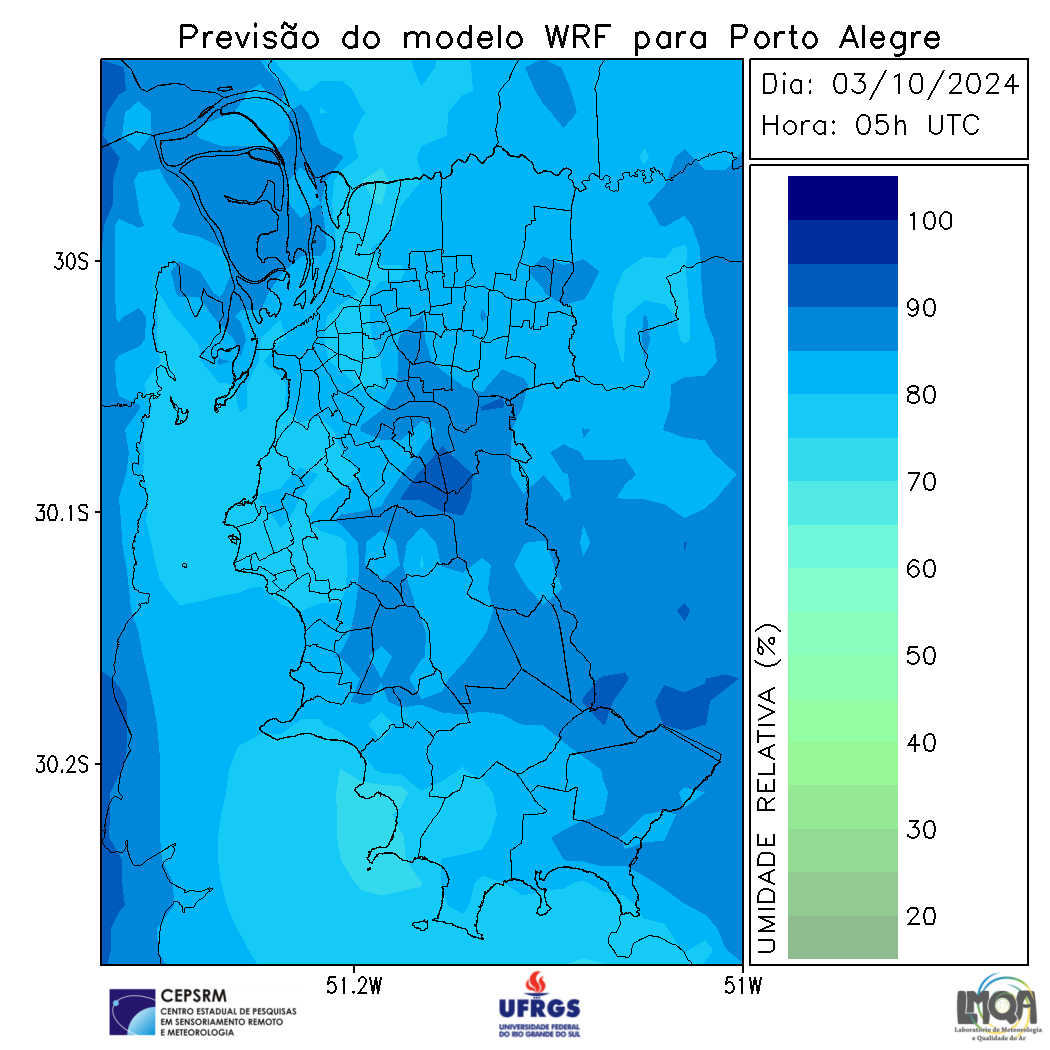 Previsão do modelo WRF para Porto Alegre
Dia: 03/10/2024
Hora: 05h UTC
100
90
80
70
60
50
40
30
20
UMIDADE RELATIVA (%)
30S
30.1S
30.2S
51.2W
51W
CEPSRM
CENTRO ESTADUAL DE PESQUISAS
EM SENSORIAMENTO REMOTO
E METEOROLOGIA
UFRGS
UNIVERSIDADE FEDERAL
DO RIO GRANDE DO SUL
LMQA
Laboratório de Meteorologia
e Qualidade do Ar